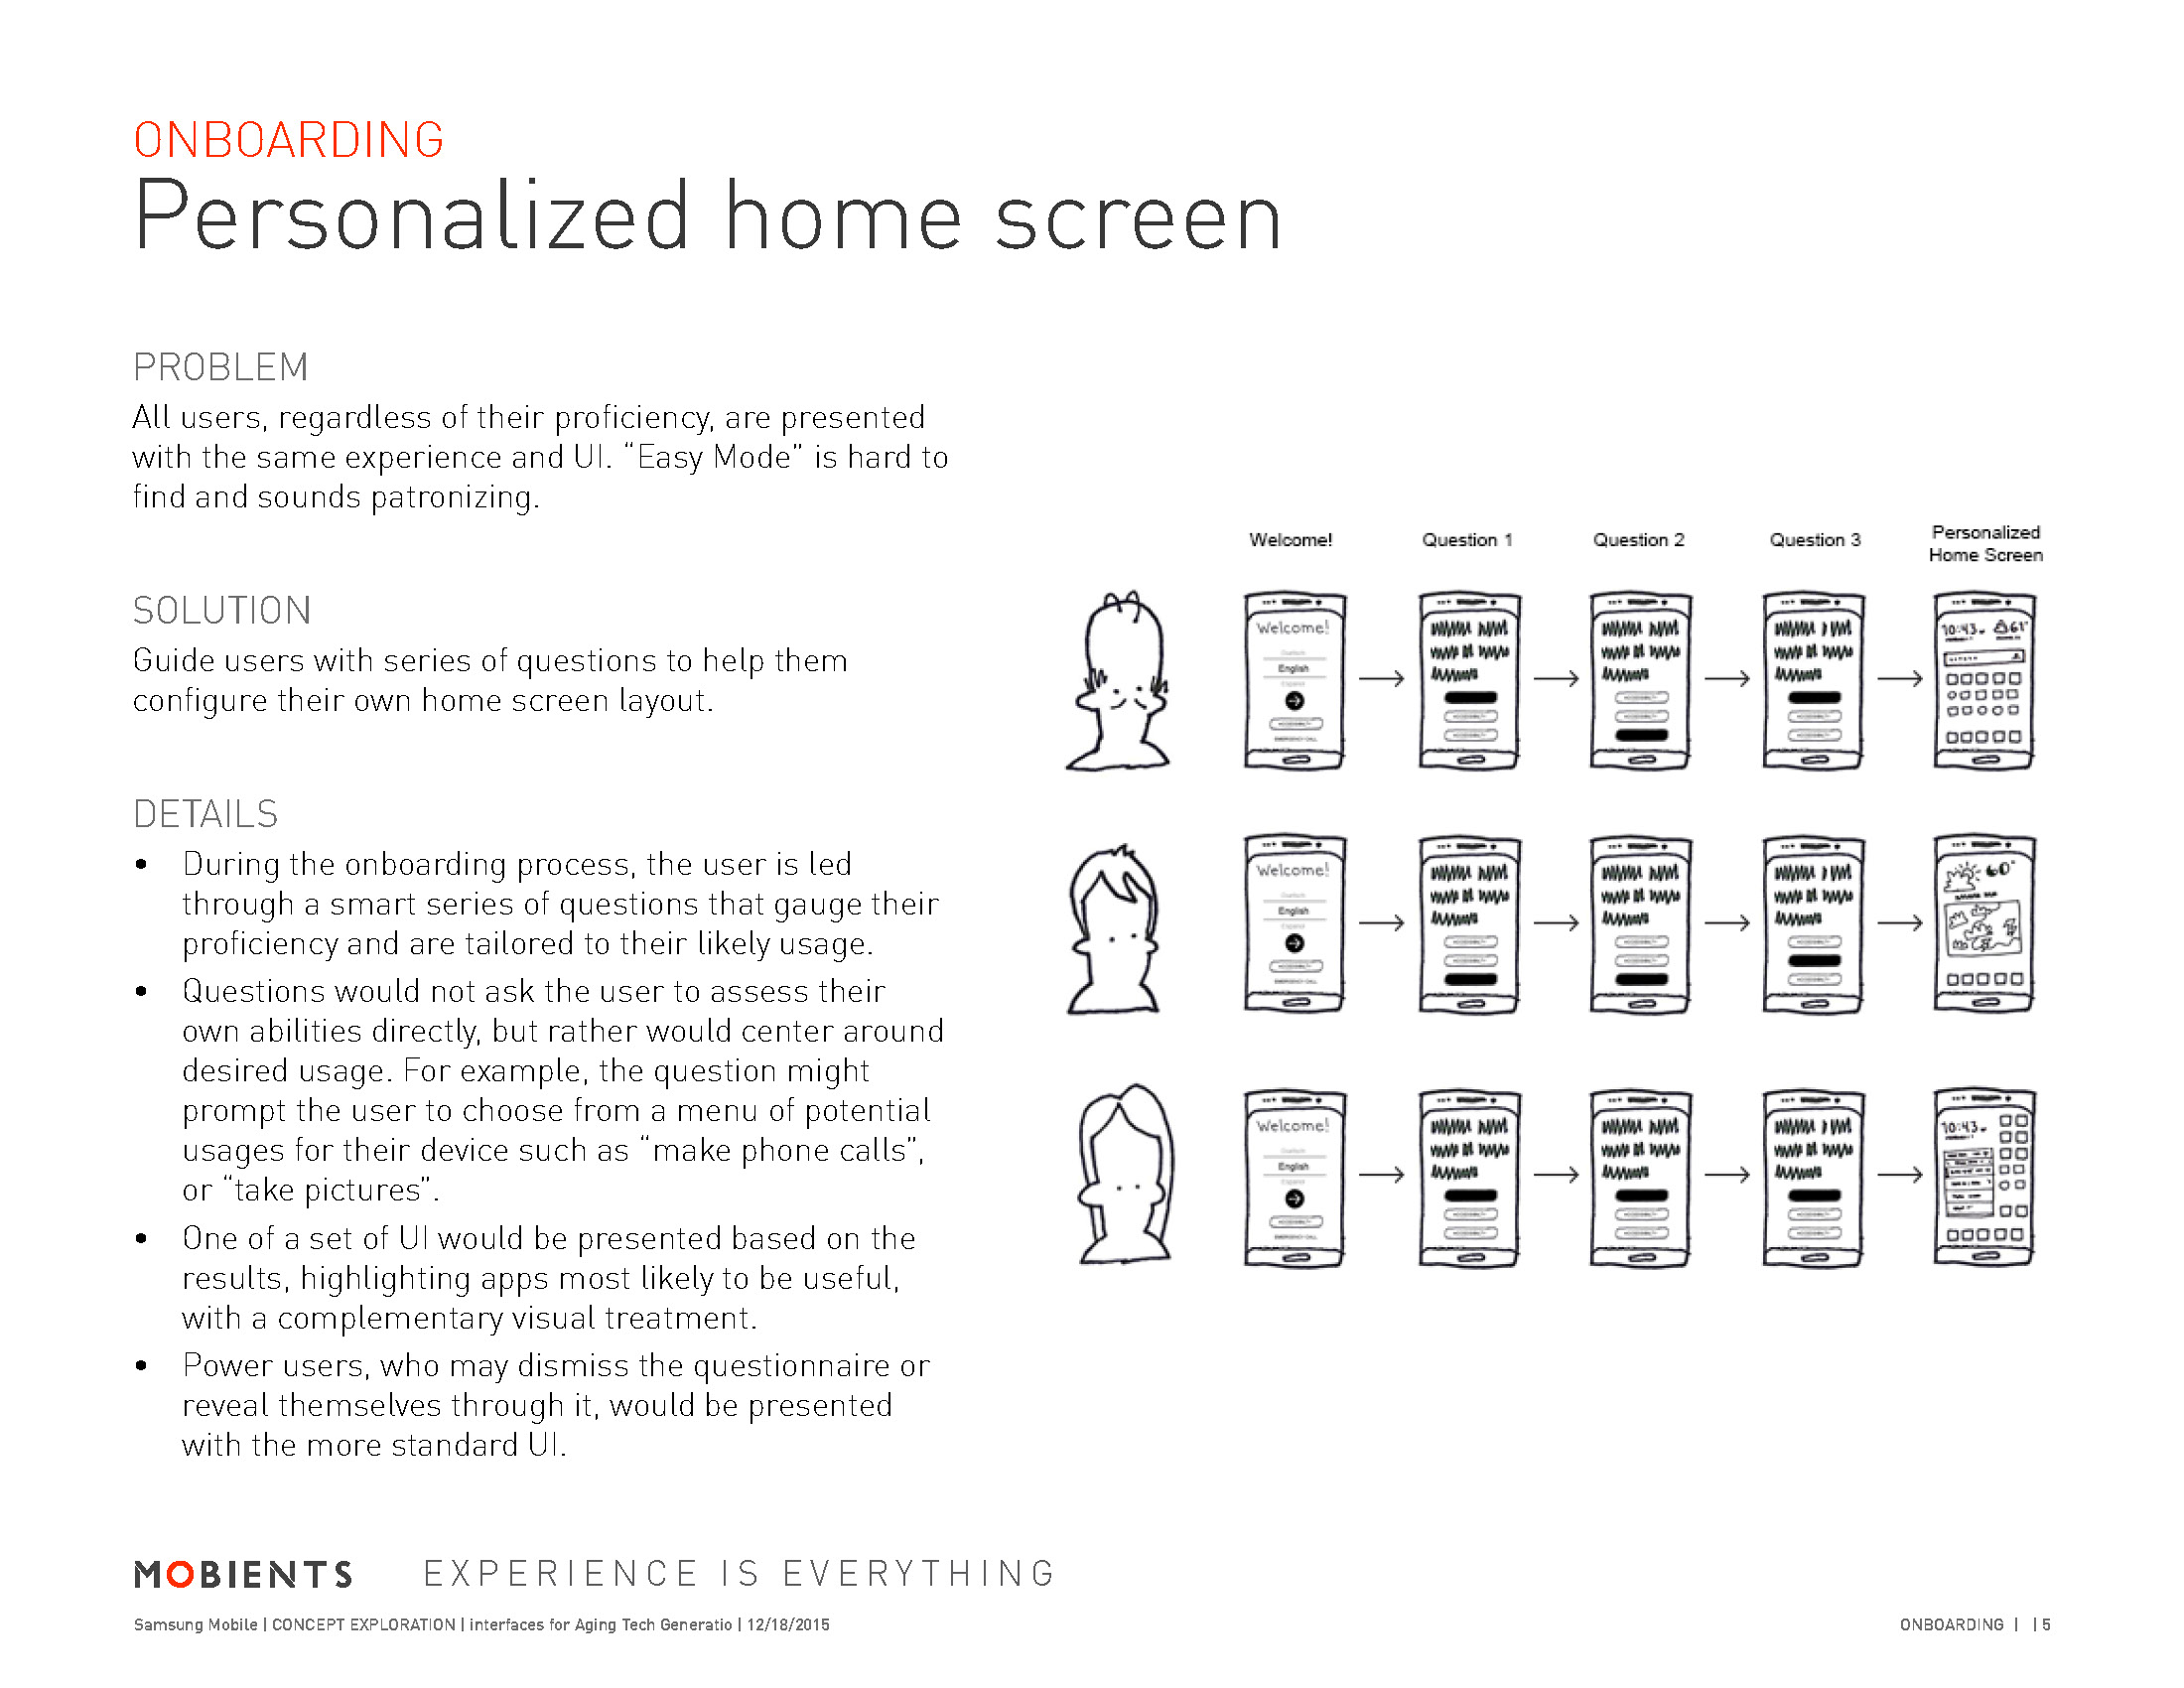 ONBOARDING
Personalized home screen
PROBLEM
All users, regardless of their proficiency, are presented
with the same experience and UI. “Easy Mode” is hard to
find and sounds patronizing.
SOLUTION
Guide users with series of questions to help them
configure their own home screen layout.
DETAILS
• During the onboarding process, the user is led
through a smart series of questions that gauge their
proficiency and are tailored to their likely usage.
• Questions would not ask the user to assess their
own abilities directly, but rather would center around
desired usage. For example, the question might
prompt the user to choose from a menu of potential
usages for their device such as “make phone calls”,
or “take pictures”.
• One of a set of UI would be presented based on the
results, highlighting apps most likely to be useful,
with a complementary visual treatment.
• Power users, who may dismiss the questionnaire or
reveal themselves through it, would be presented
with the more standard UI.
Welcome! Question 1 Question 2 Question 3 Personalized
Home Screen
Welcome!
English
10:43 61°
Welcome!
English
60°
Welcome!
English
10:43
MOBIENTS EXPERIENCE IS EVERYTHING
Samsung Mobile | CONCEPT EXPLORATION | interfaces for Aging Tech Generatio | 12/18/2015
ONBOARDING | | 5